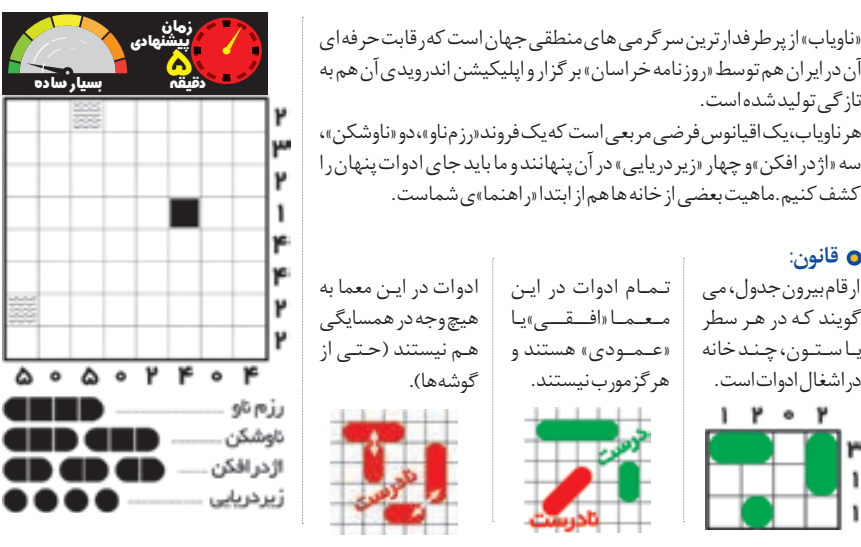 «ناویاب» از پرطرفدارترین سرگرمی های منطقی جهان است که رقابت حرفه ای
آن در ایران هم توسط «روزنامه خراسان» برگزار و اپلیکیشن اندرویدی آن هم به
تازگی تولید شده است.
هر ناویاب، یک اقیانوس فرضی مربعی است که یک فروند «رزم ناو»، دو «ناوشکن»،
سه «اژدرافکن» و چهار «زیردریایی» در آن پنهانند و ما باید جای ادوات پنهان را
کشف کنیم. ماهیت بعضی از خانه ها هم از ابتدا «راهنما»ی شماست.
قانون:
ارقام بیرون جدول، می
گویند که در هر سطر
یا ستون، چند خانه
در اشغال ادوات است.
۱ ۲ ۰ ۲
۳
۱
۱
تمام ادوات در این
معما «افقی» یا
«عمودی» هستند و
هرگز مورب نیستند.
درست
نادرست
ادوات در این معما به
هیچ وجه در همسایگی
هم نیستند (حتی از
گوشه‌ها).
نادرست
زمان
پیشنهادی
۵
دقیقه
بسیار ساده
۲
۳
۲
۱
۴
۴
۲
۲
۵ ۰ ۵ ۰ ۲ ۴ ۰ ۴
رزم ناو
ناوشکن
اژدرافکن
زیردریایی